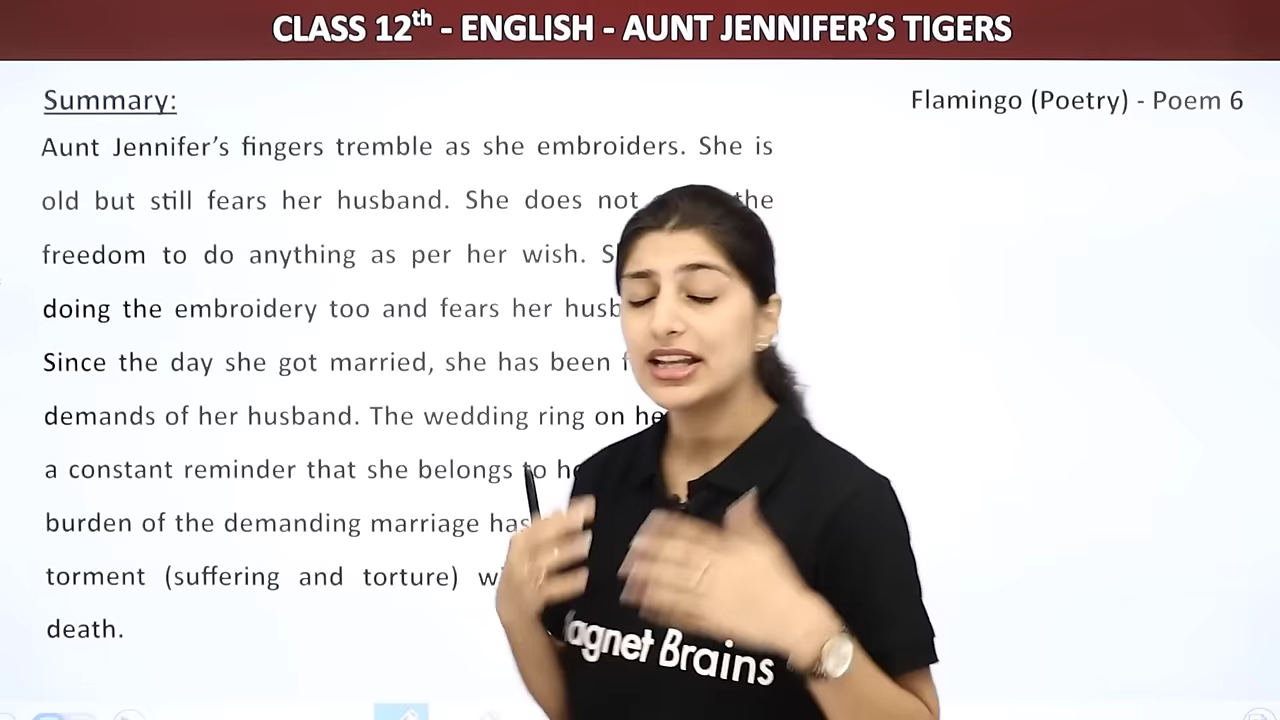 CLASS 12th - ENGLISH - AUNT JENNIFER'S TIGERS
Summary:
Flamingo (Poetry) - Poem 6
Aunt Jennifer's fingers tremble as she embroiders. She is
old but still fears her husband. She does not the
freedom to do anything as per her wish.
doing the embroidery too and fears her
Since the day she got married, she has been
demands of her husband. The wedding ring on
a constant reminder that she belongs to
burden of the demanding marriage has
torment (suffering and torture)
death.
Magnet Brains